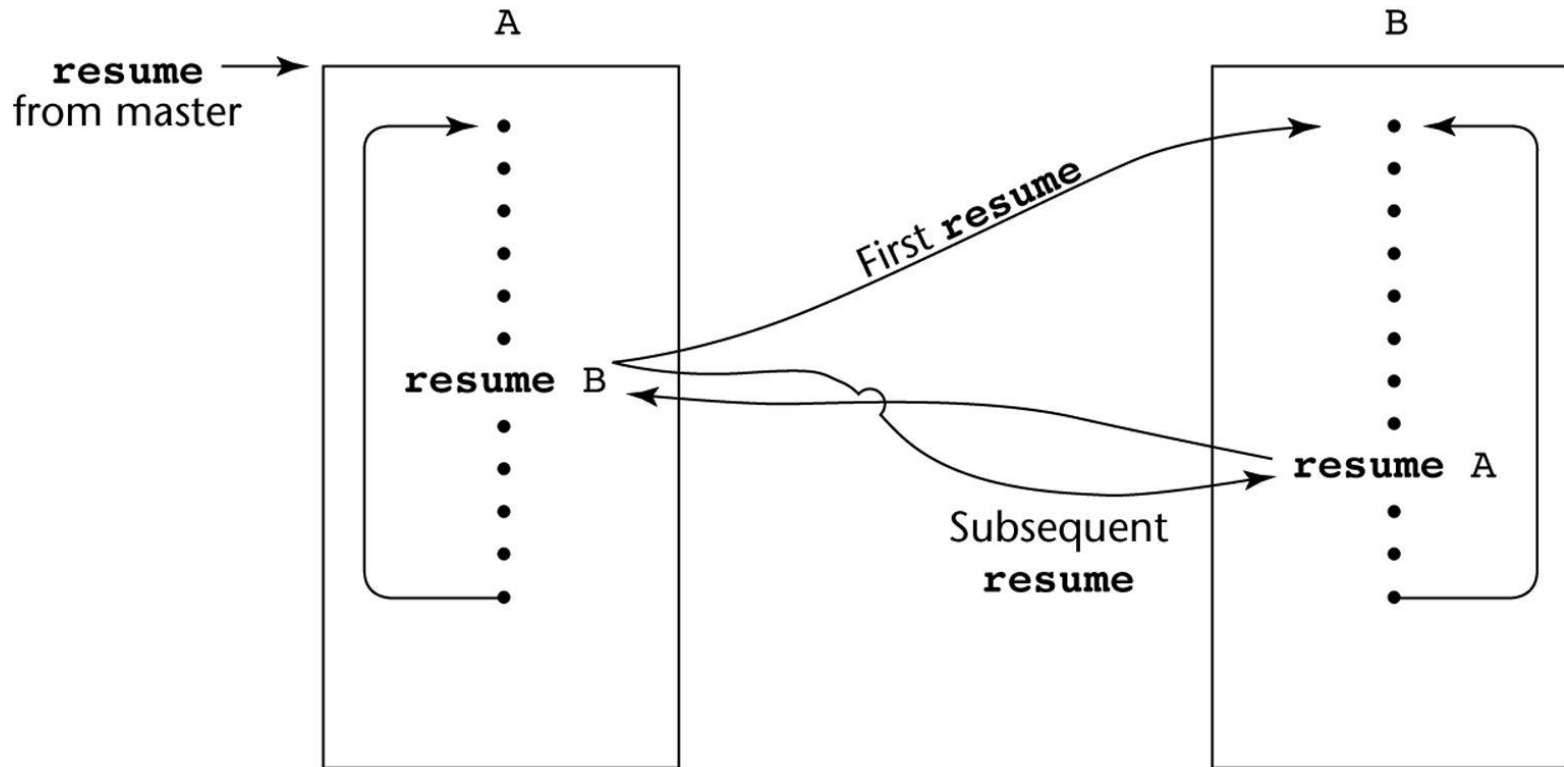 A
B
resume
from master
First resume
resume B
resume A
Subsequent
resume